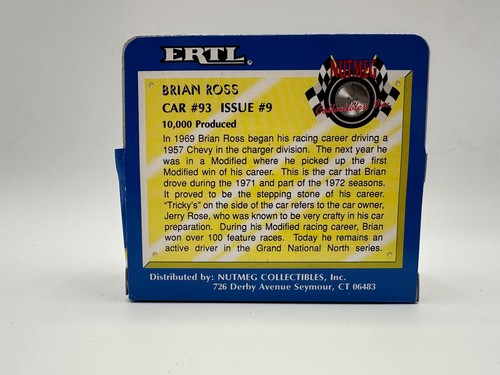 ERTL
NUTMEG
Collectibles, Inc.
BRIAN ROSS
CAR #93 ISSUE #9
10,000 Produced
In 1969 Brian Ross began his racing career driving a
1957 Chevy in the charger division. The next year he
was in a Modified where he picked up the first
Modified win of his career. This is the car that Brian
drove during the 1971 and part of the 1972 seasons.
It proved to be the stepping stone of his career.
"Tricky's" on the side of the car refers to the car owner,
Jerry Rose, who was known to be very crafty in his car
preparation. During his Modified racing career, Brian
won over 100 feature races. Today he remains an
active driver in the Grand National North series.
Distributed by: NUTMEG COLLECTIBLES, Inc.
726 Derby Avenue Seymour, CT 06483